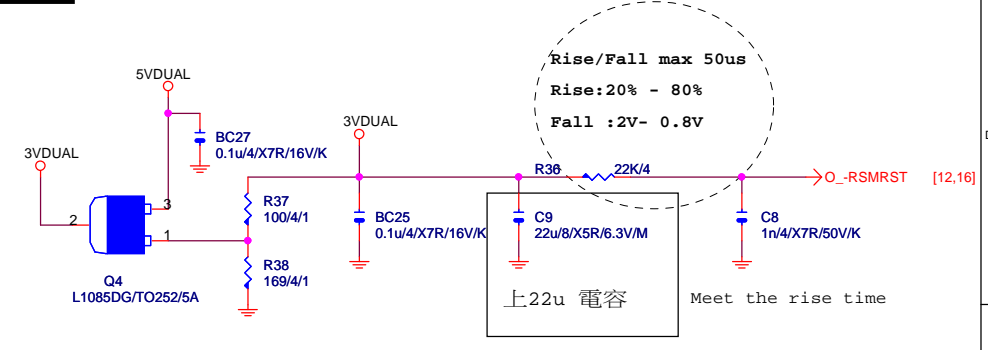 Rise/Fall max 50us
Rise:20% - 80%
Fall :2V- 0.8V
5VDUAL
BC27
0.1u/4/X7R/16V/K
3VDUAL
3VDUAL
R36
22K/4
O_-RSMRST
[12,16]
3
2
1
R37
100/4/1
BC25
0.1u/4/X7R/16V/K
C9
22u/8/X5R/6.3V/M
C8
1n/4/X7R/50V/K
R38
169/4/1
Q4
L1085DG/TO252/5A
上22u 電容
Meet the rise time